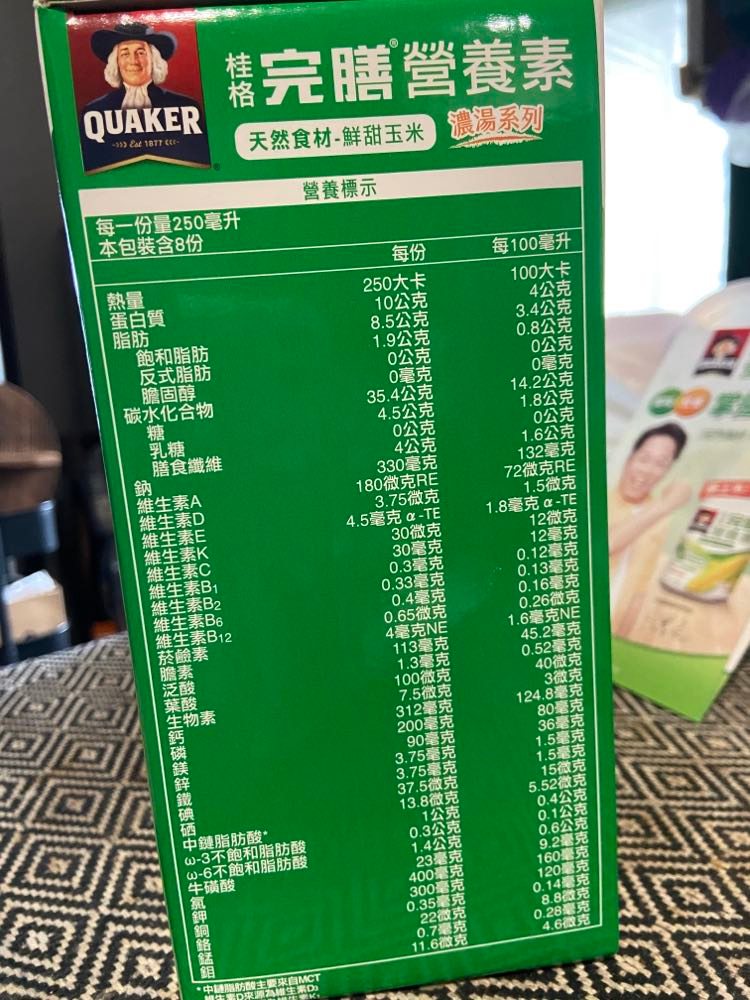 QUAKER
Est 1877
桂格 完膳®營養素
天然食材-鮮甜玉米 濃湯系列
營養標示
每一份量250毫升
本包裝含8份
每份 每100毫升
熱量 250大卡 100大卡
蛋白質 10公克 4公克
脂肪 8.5公克 3.4公克
飽和脂肪 1.9公克 0.8公克
反式脂肪 0公克 0公克
膽固醇 0毫克 0毫克
碳水化合物 35.4公克 14.2公克
糖 4.5公克 1.8公克
乳糖 0公克 0公克
膳食纖維 4公克 1.6公克
鈉 330毫克 132毫克
維生素A 180微克RE 72微克RE
維生素D 3.75微克 1.5微克
維生素E 4.5毫克 α-TE 1.8毫克 α-TE
維生素K 30微克 12微克
維生素C 30毫克 12毫克
維生素B1 0.3毫克 0.12毫克
維生素B2 0.33毫克 0.13毫克
維生素B6 0.4毫克 0.16毫克
維生素B12 0.65微克 0.26微克
菸鹼素 4毫克NE 1.6毫克NE
膽素 113毫克 45.2毫克
泛酸 1.3毫克 0.52毫克
葉酸 100微克 40微克
生物素 7.5微克 3微克
鈣 312毫克 124.8毫克
磷 200毫克 80毫克
鎂 90毫克 36毫克
鋅 3.75毫克 1.5毫克
鐵 3.75毫克 1.5毫克
碘 37.5微克 15微克
硒 13.8微克 5.52微克
中鏈脂肪酸* 1公克 0.4公克
ω-3不飽和脂肪酸 0.3公克 0.1公克
ω-6不飽和脂肪酸 1.4公克 0.6公克
牛磺酸 23毫克 9.2毫克
氯 400毫克 160毫克
鉀 300毫克 120毫克
銅 0.35毫克 0.14毫克
鉻 22微克 8.8微克
錳 0.7毫克 0.28毫克
鉬 11.6微克 4.6微克
*中鏈脂肪酸主要來自MCT
維生素D來源為維生素D3